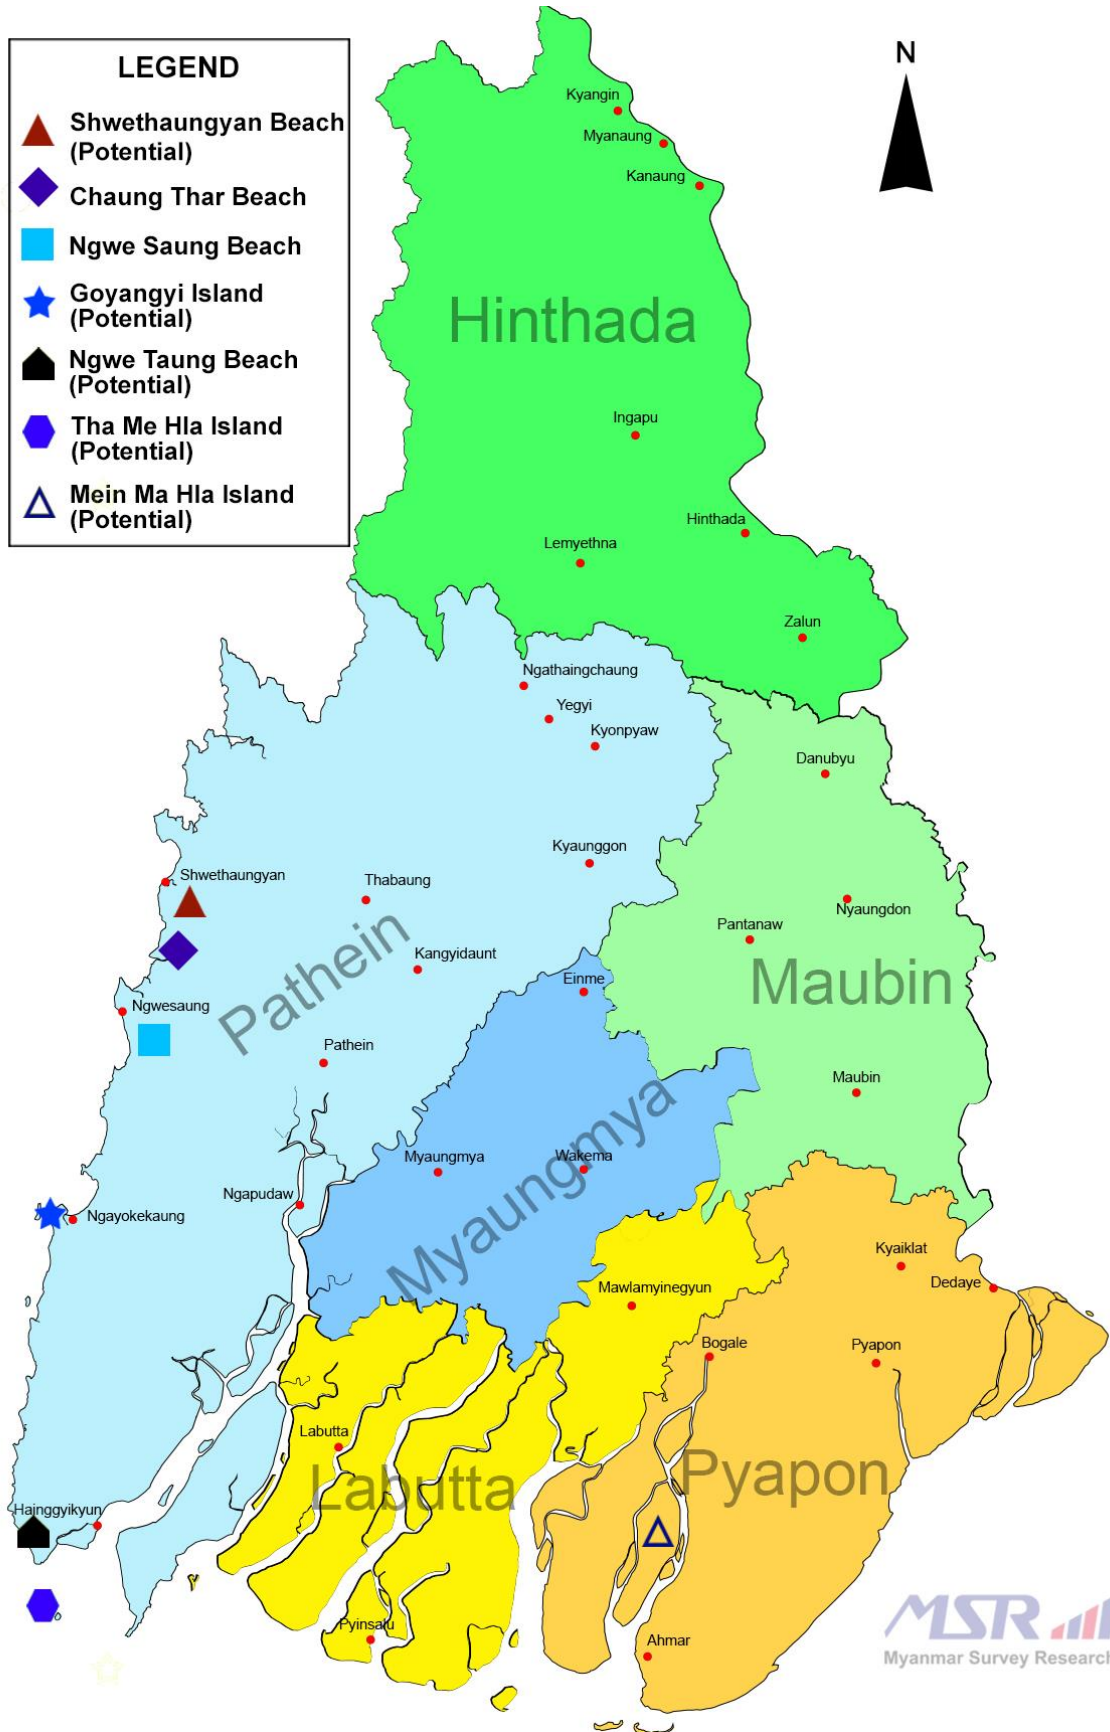 LEGEND
Shwethaungyan Beach
(Potential)
Chaung Thar Beach
Ngwe Saung Beach
Goyangyi Island
(Potential)
Ngwe Taung Beach
(Potential)
Tha Me Hla Island
(Potential)
Mein Ma Hla Island
(Potential)
N
Kyangin
Myanaung
Kanaung
Hinthada
Ingapu
Hinthada
Lemyethna
Zalun
Ngathaingchaung
Yegyi
Kyonpyaw
Danubyu
Kyaunggon
Shwethaungyan
Thabaung
Nyaungdon
Pantanaw
Kangyidaunt
Pathein
Maubin
Einme
Ngwesaung
Pathein
Maubin
Myaungmya
Wakema
Myaungmya
Ngapudaw
Ngayokekaung
Kyaiklat
Dedaye
Mawlamyinegyun
Bogale
Pyapon
Labutta
Labutta
Pyapon
Hainggyikyun
Pyinsalu
Ahmar
MSR
Myanmar Survey Research